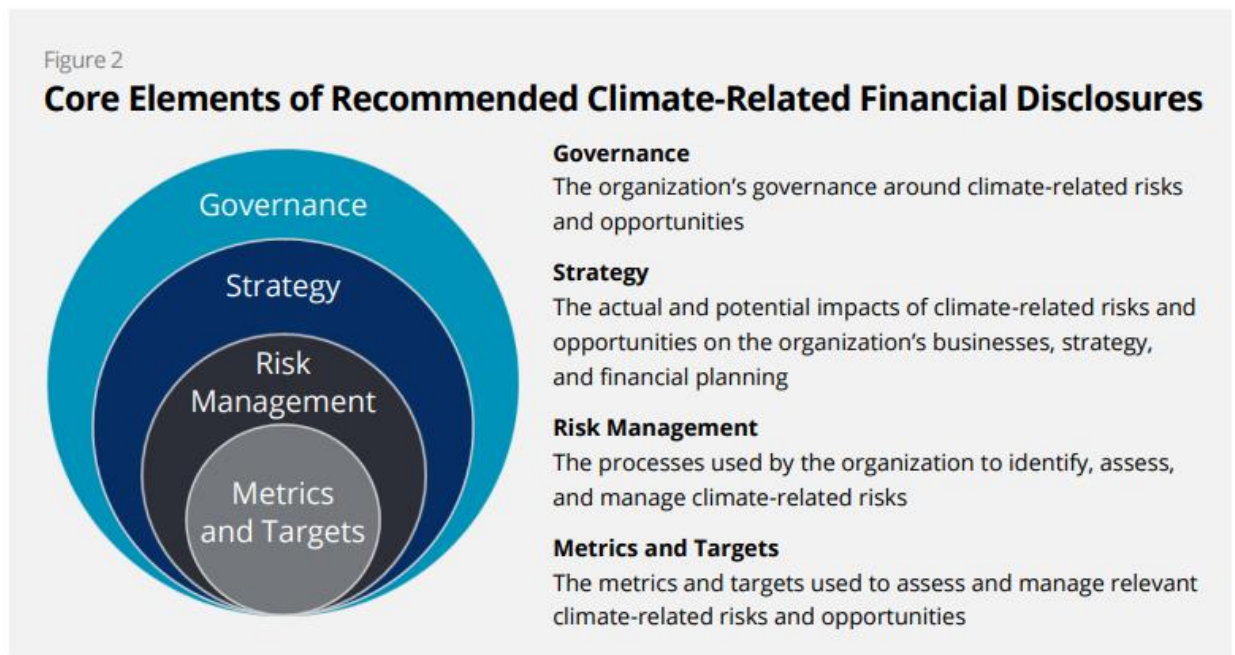 Figure 2
Core Elements of Recommended Climate-Related Financial Disclosures
Governance
Strategy
Risk
Management
Metrics
and Targets
Governance
The organization’s governance around climate-related risks
and opportunities
Strategy
The actual and potential impacts of climate-related risks and
opportunities on the organization’s businesses, strategy,
and financial planning
Risk Management
The processes used by the organization to identify, assess,
and manage climate-related risks
Metrics and Targets
The metrics and targets used to assess and manage relevant
climate-related risks and opportunities